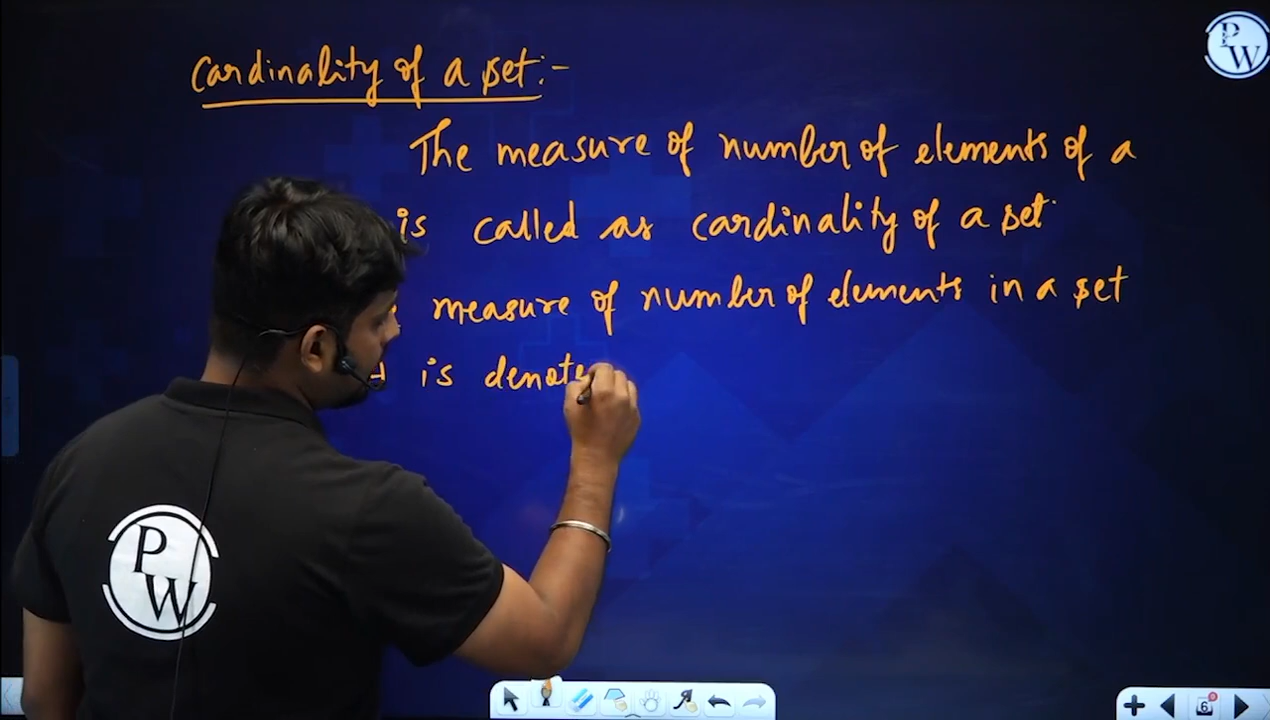 PW
cardinality of a set:-
The measure of number of elements of a
is called as cardinality of a set.
measure of number of elements in a set
is denote
PW
6